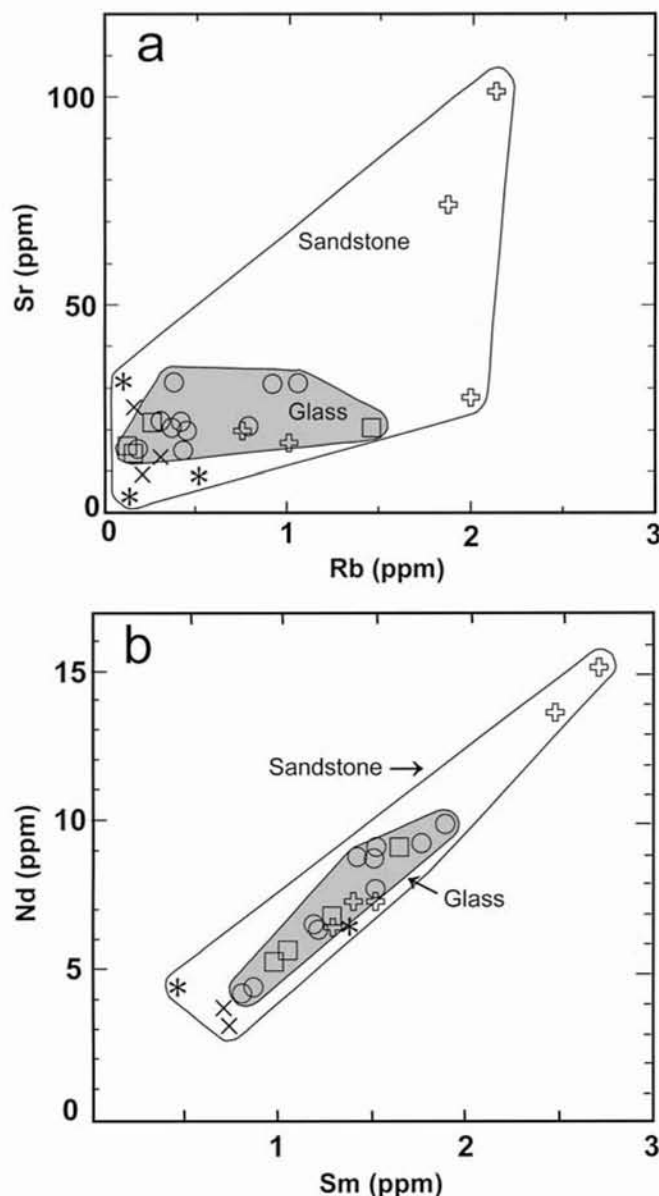 a
100
50
0
Sr (ppm)
Sandstone
Glass
0 1 2 3
Rb (ppm)
b
15
10
5
0
Nd (ppm)
Sandstone →
Glass
1 2 3
Sm (ppm)